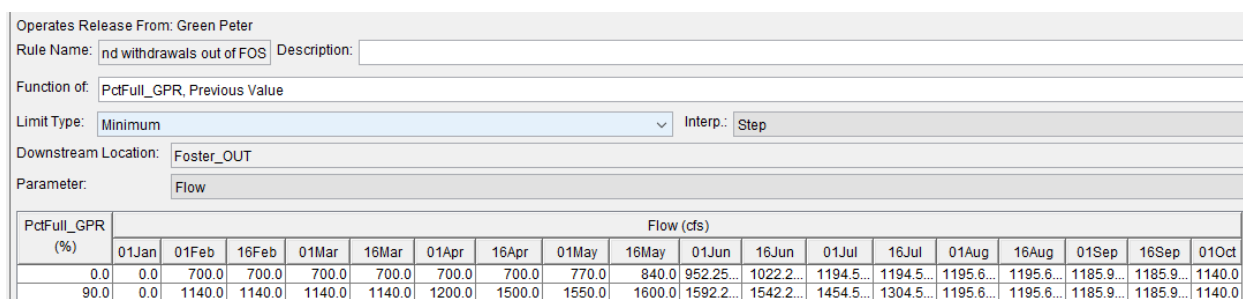 Operates Release From: Green Peter
Rule Name: nd withdrawals out of FOS Description:
Function of: PctFull_GPR, Previous Value
Limit Type: Minimum Interp.: Step
Downstream Location: Foster_OUT
Parameter: Flow
PctFull_GPR (%) Flow (cfs)
01Jan 01Feb 16Feb 01Mar 16Mar 01Apr 16Apr 01May 16May 01Jun 16Jun 01Jul 16Jul 01Aug 16Aug 01Sep 16Sep 01Oct
0.0 0.0 700.0 700.0 700.0 700.0 700.0 700.0 770.0 840.0 952.25... 1022.2... 1194.5... 1194.5... 1195.6... 1195.6... 1185.9... 1185.9... 1140.0
90.0 0.0 1140.0 1140.0 1140.0 1140.0 1200.0 1500.0 1550.0 1600.0 1592.2... 1542.2... 1454.5... 1304.5... 1195.6... 1195.6... 1185.9... 1185.9... 1140.0